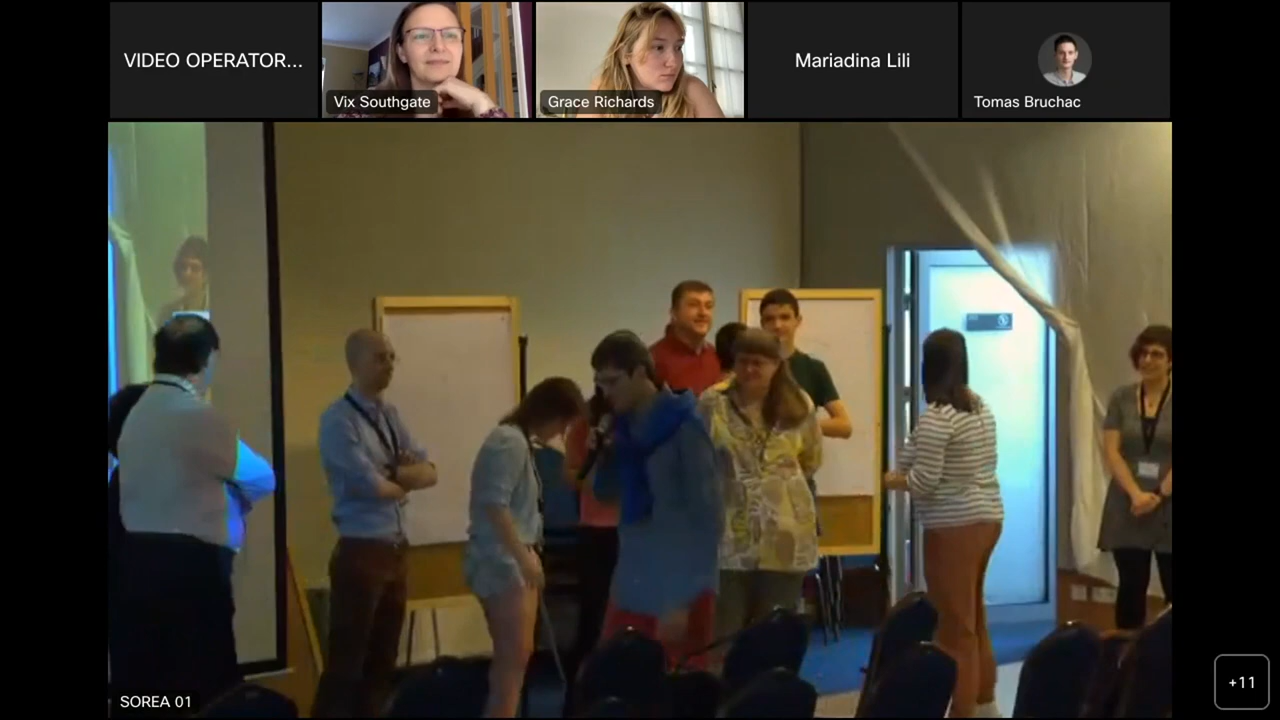 VIDEO OPERATOR...
Vix Southgate
Grace Richards
Mariadina Lili
Tomas Bruchac
SOREA 01
+11